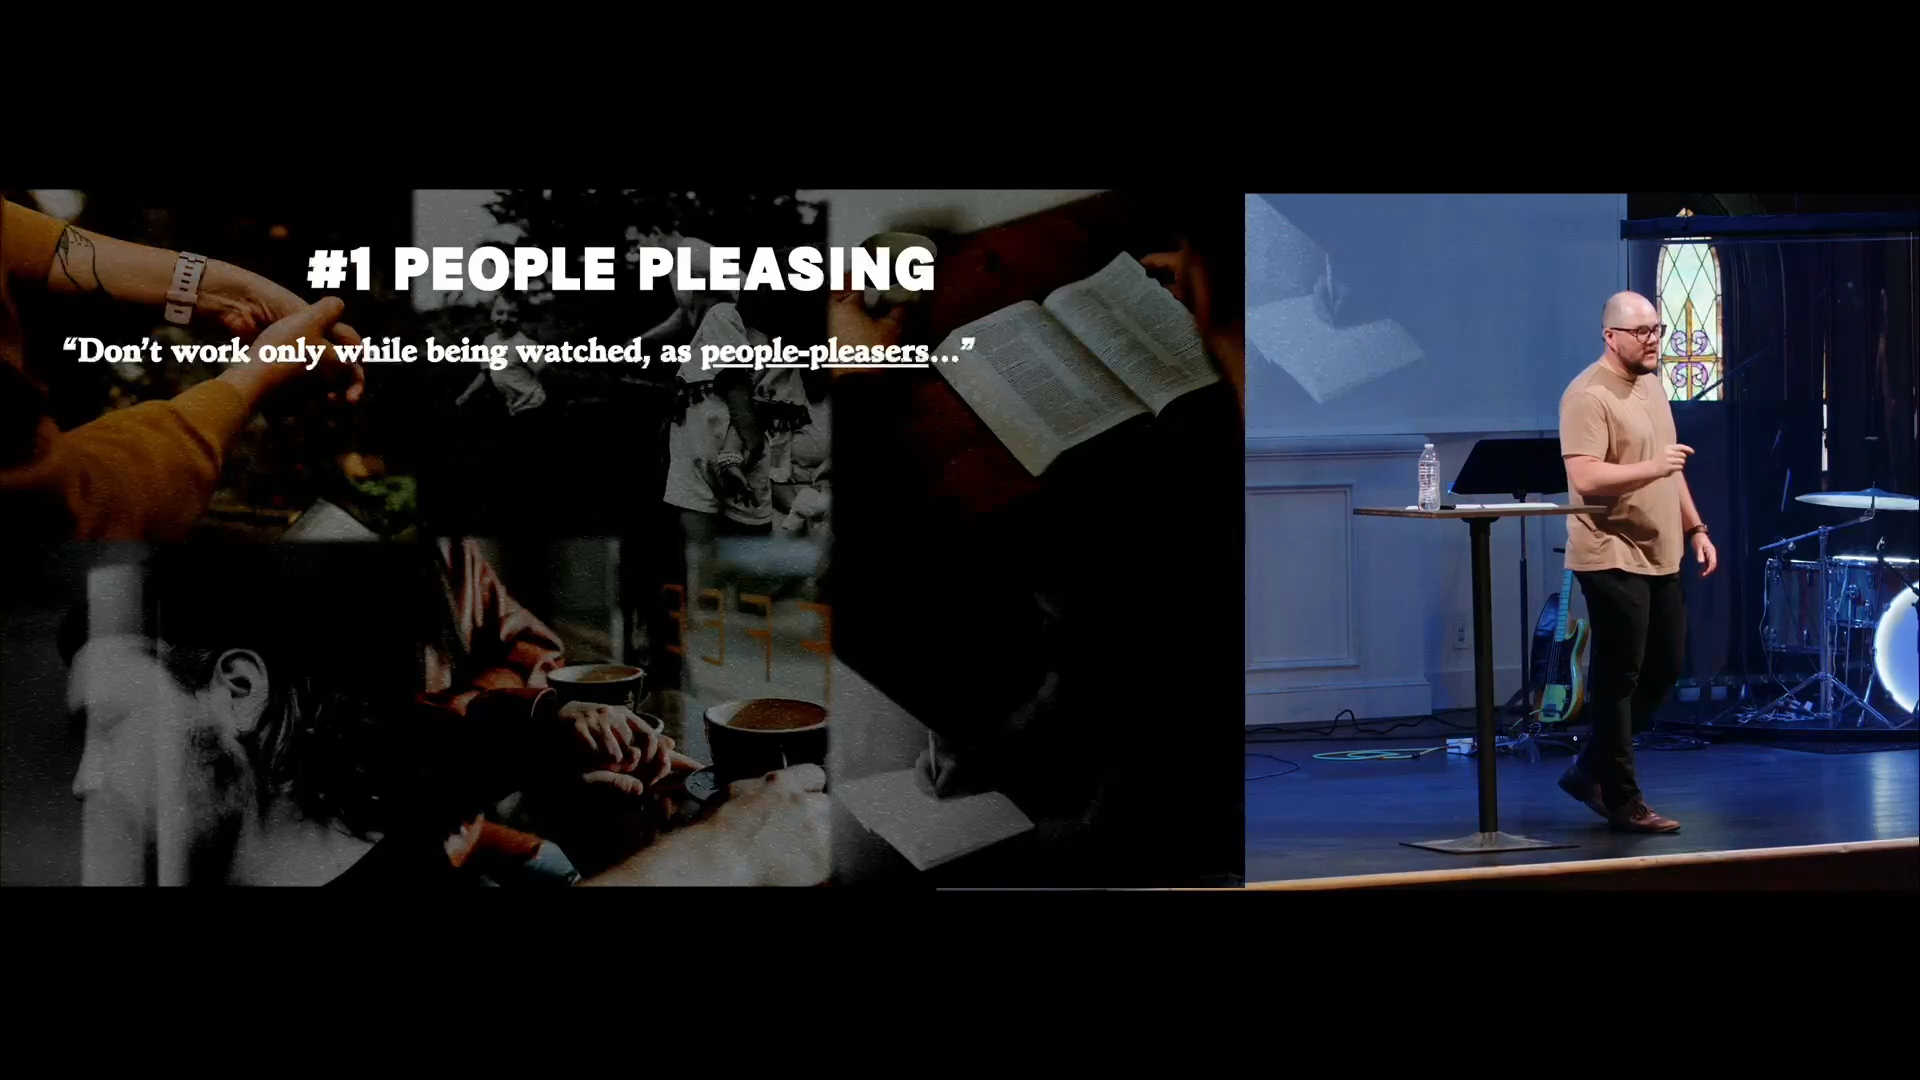 #1 PEOPLE PLEASING
“Don’t work only while being watched, as people-pleasers…”